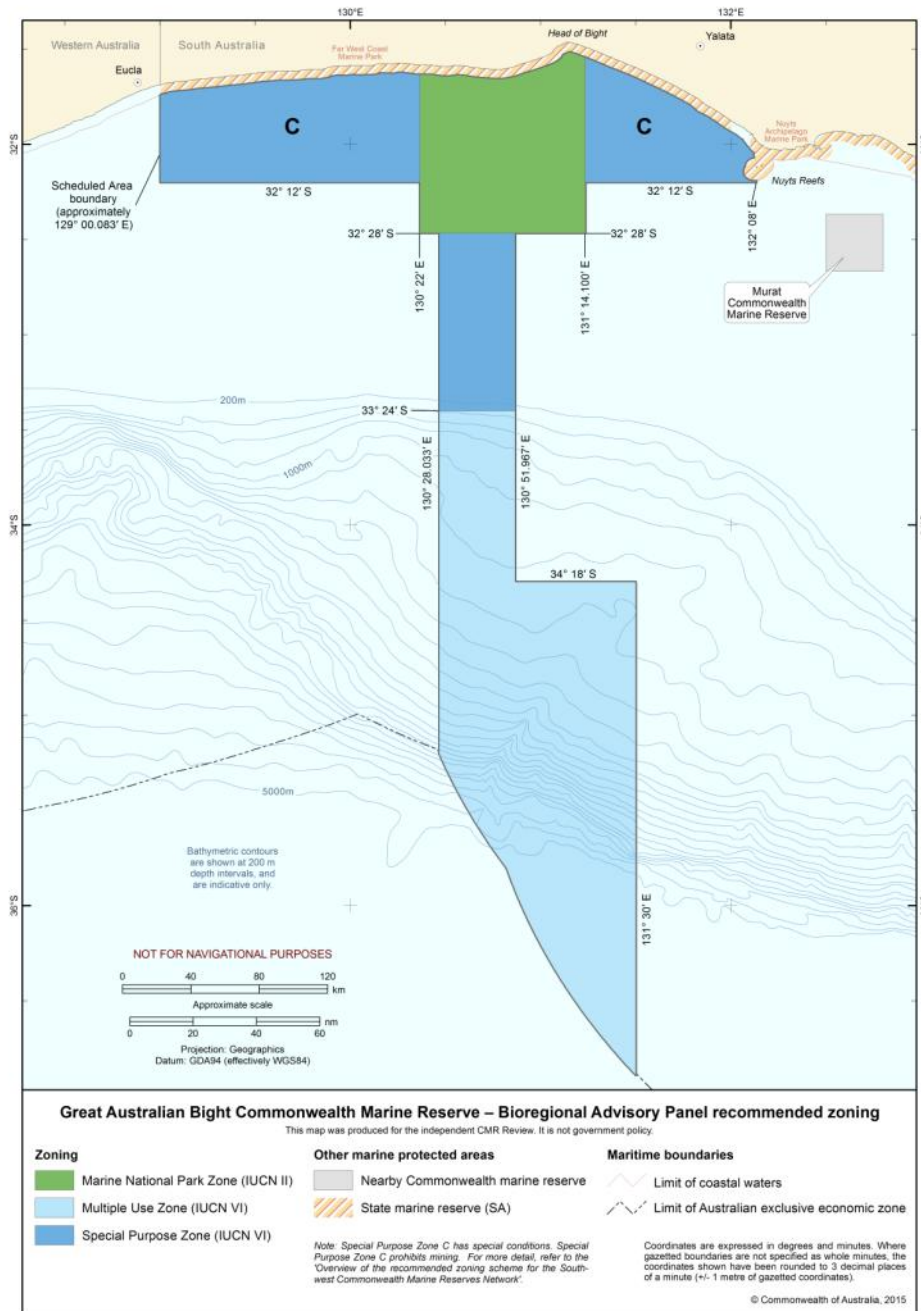 130°E
132°E
Western Australia
South Australia
Head of Bight
Yalata
Far West Coast
Marine Park
Eucla
C
C
Nuyts
Archipelago
Marine Park
32°S
Scheduled Area
boundary
(approximately
129° 00.083' E)
32° 12' S
32° 12' S
Nuyts Reefs
132° 08' E
32° 28' S
32° 28' S
130° 22' E
131° 14.100' E
Murat
Commonwealth
Marine Reserve
200m
33° 24' S
1000m
130° 28.033' E
130° 51.967' E
34°S
34° 18' S
5000m
Bathymetric contours
are shown at 200 m
depth intervals, and
are indicative only.
36°S
131° 30' E
NOT FOR NAVIGATIONAL PURPOSES
0 40 80 120
km
Approximate scale
nm
0 20 40 60
Projection: Geographics
Datum: GDA94 (effectively WGS84)
Great Australian Bight Commonwealth Marine Reserve – Bioregional Advisory Panel recommended zoning
This map was produced for the independent CMR Review. It is not government policy.
Zoning
Marine National Park Zone (IUCN II)
Multiple Use Zone (IUCN VI)
Special Purpose Zone (IUCN VI)
Other marine protected areas
Nearby Commonwealth marine reserve
State marine reserve (SA)
Note: Special Purpose Zone C has special conditions. Special
Purpose Zone C prohibits mining. For more detail, refer to the
'Overview of the recommended zoning scheme for the South-
west Commonwealth Marine Reserves Network'.
Maritime boundaries
Limit of coastal waters
Limit of Australian exclusive economic zone
Coordinates are expressed in degrees and minutes. Where
gazetted boundaries are not specified as whole minutes, the
coordinates shown have been rounded to 3 decimal places
of a minute (+/- 1 metre of gazetted coordinates).
© Commonwealth of Australia, 2015